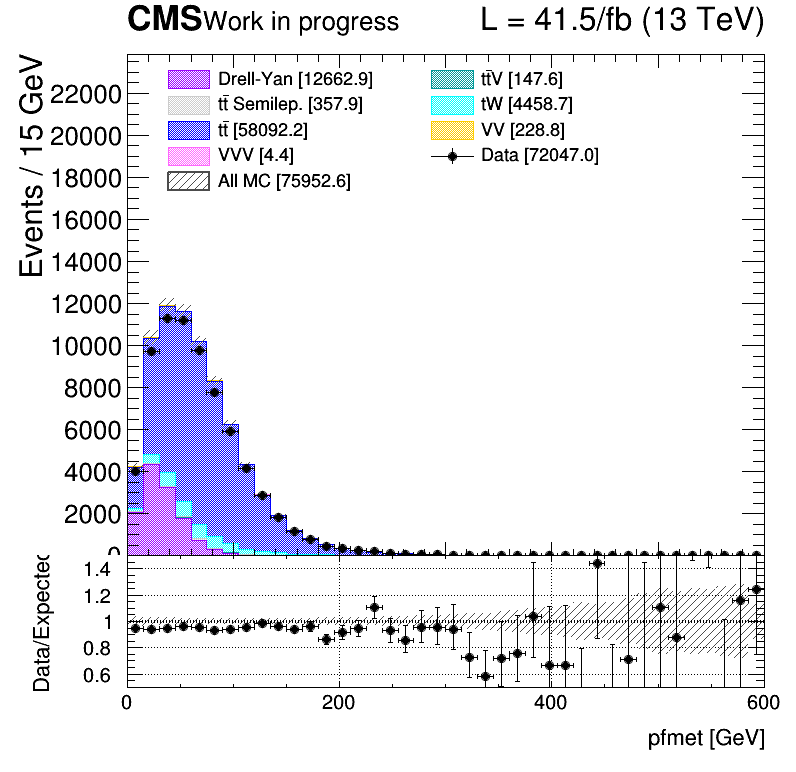 CMS Work in progress L = 41.5/fb (13 TeV)
Events / 15 GeV
22000
20000
18000
16000
14000
12000
10000
8000
6000
4000
2000
0
Drell-Yan [12662.9]
tt̄ Semilep. [357.9]
tt̄ [58092.2]
VVV [4.4]
All MC [75952.6]
tt̄V [147.6]
tW [4458.7]
VV [228.8]
Data [72047.0]
Data/Expected
1.4
1.2
1
0.8
0.6
0 200 400 600
pfmet [GeV]